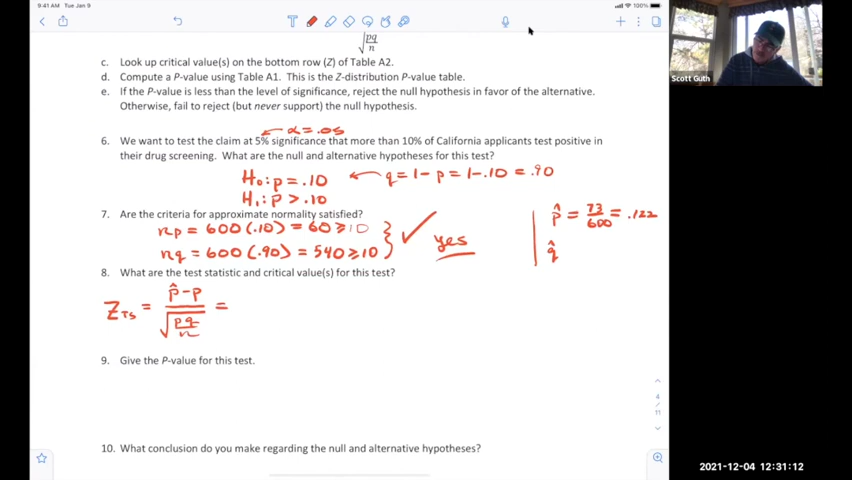 9:41 AM Tue Jan 9
100%
√pq/n
c. Look up critical value(s) on the bottom row (Z) of Table A2.
d. Compute a P-value using Table A1. This is the Z-distribution P-value table.
e. If the P-value is less than the level of significance, reject the null hypothesis in favor of the alternative.
Otherwise, fail to reject (but never support) the null hypothesis.
α = .05
6. We want to test the claim at 5% significance that more than 10% of California applicants test positive in
their drug screening. What are the null and alternative hypotheses for this test?
H₀: p = .10 ← q = 1 - p = 1 - .10 = .90
H₁: p > .10
7. Are the criteria for approximate normality satisfied?
np = 600(.10) = 60 ≥ 10
nq = 600(.90) = 540 ≥ 10
yes
p̂ = 73/600 = .122
q̂
8. What are the test statistic and critical value(s) for this test?
Z_TS = (p̂ - p)/√(pq/n) =
9. Give the P-value for this test.
10. What conclusion do you make regarding the null and alternative hypotheses?
4
/
11
Scott Guth
2021-12-04 12:31:12